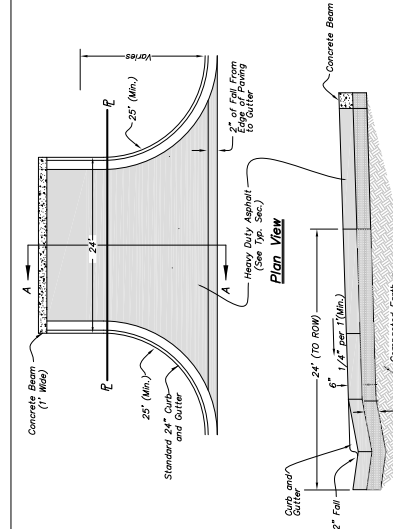 Concrete Beam
(1' Wide)
A
A
24'
PL
PL
25' (Min.)
25' (Min.)
Varies
Standard 24" Curb
and Gutter
2" of Fall From
Edge of Paving
to Gutter
Heavy Duty Asphalt
(See Typ. Sec.)
Plan View
Concrete Beam
24' (TO ROW)
6"
1/4" per 1'(Min.)
Curb and
Gutter
2" Fall